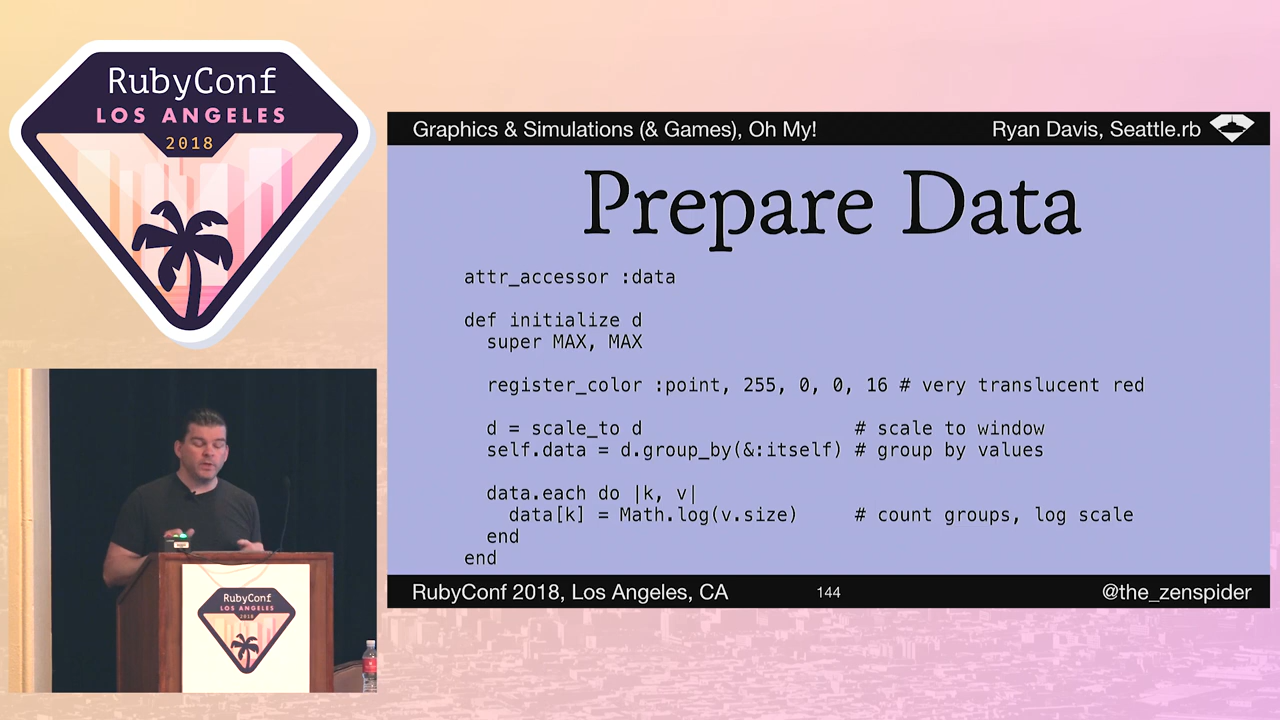 RubyConf
LOS ANGELES
2018
Graphics & Simulations (& Games), Oh My!
Ryan Davis, Seattle.rb
Prepare Data
attr_accessor :data
def initialize d
  super MAX, MAX
  register_color :point, 255, 0, 0, 16 # very translucent red
  d = scale_to d                   # scale to window
  self.data = d.group_by(&:itself) # group by values
  data.each do |k, v|
    data[k] = Math.log(v.size)     # count groups, log scale
  end
end
RubyConf 2018, Los Angeles, CA
144
@the_zenspider
RubyConf
LOS ANGELES
2018